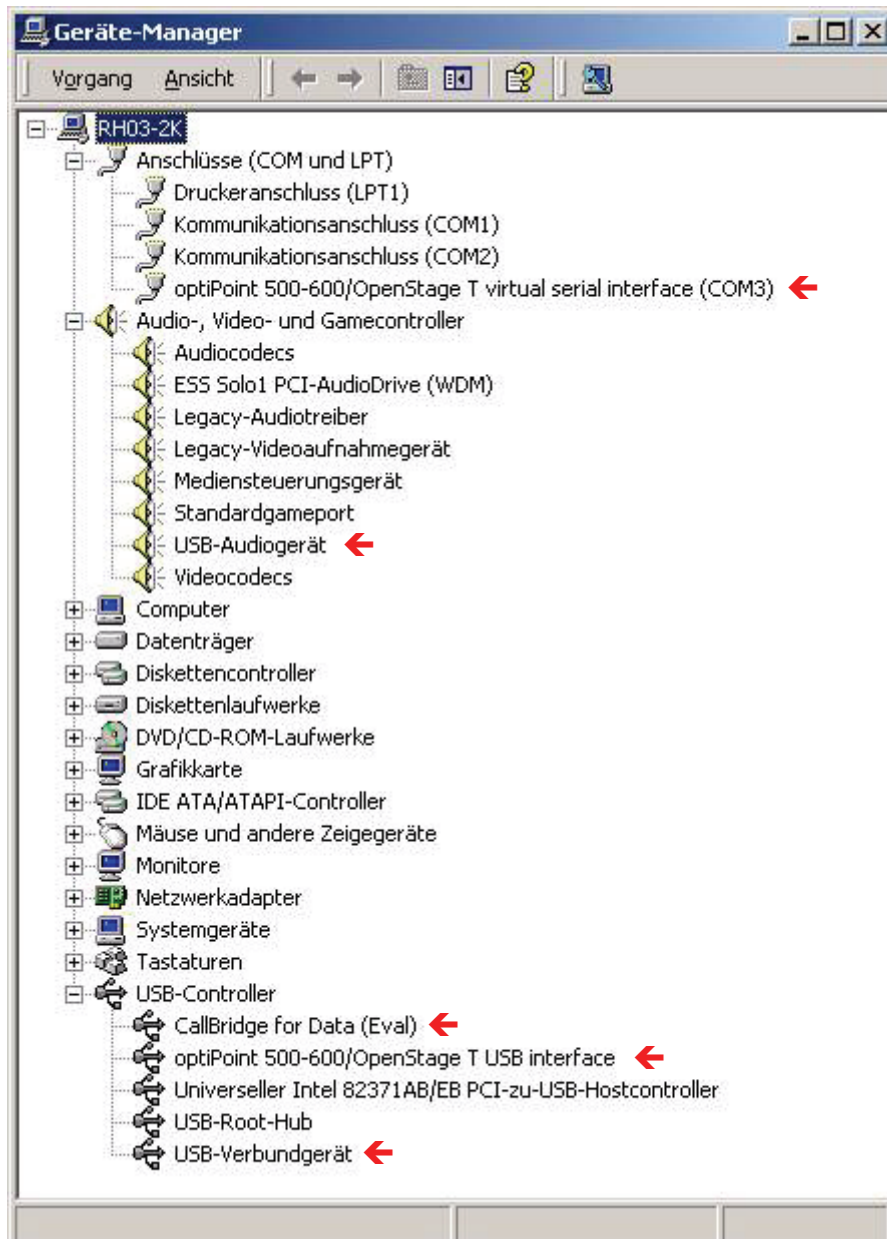 Geräte-Manager
Vorgang Ansicht
RH03-2K
Anschlüsse (COM und LPT)
Druckeranschluss (LPT1)
Kommunikationsanschluss (COM1)
Kommunikationsanschluss (COM2)
optiPoint 500-600/OpenStage T virtual serial interface (COM3)
Audio-, Video- und Gamecontroller
Audiocodecs
ESS Solo1 PCI-AudioDrive (WDM)
Legacy-Audiotreiber
Legacy-Videoaufnahmegerät
Mediensteuerungsgerät
Standardgameport
USB-Audiogerät
Videocodecs
Computer
Datenträger
Diskettencontroller
Diskettenlaufwerke
DVD/CD-ROM-Laufwerke
Grafikkarte
IDE ATA/ATAPI-Controller
Mäuse und andere Zeigegeräte
Monitore
Netzwerkadapter
Systemgeräte
Tastaturen
USB-Controller
CallBridge for Data (Eval)
optiPoint 500-600/OpenStage T USB interface
Universeller Intel 82371AB/EB PCI-zu-USB-Hostcontroller
USB-Root-Hub
USB-Verbundgerät